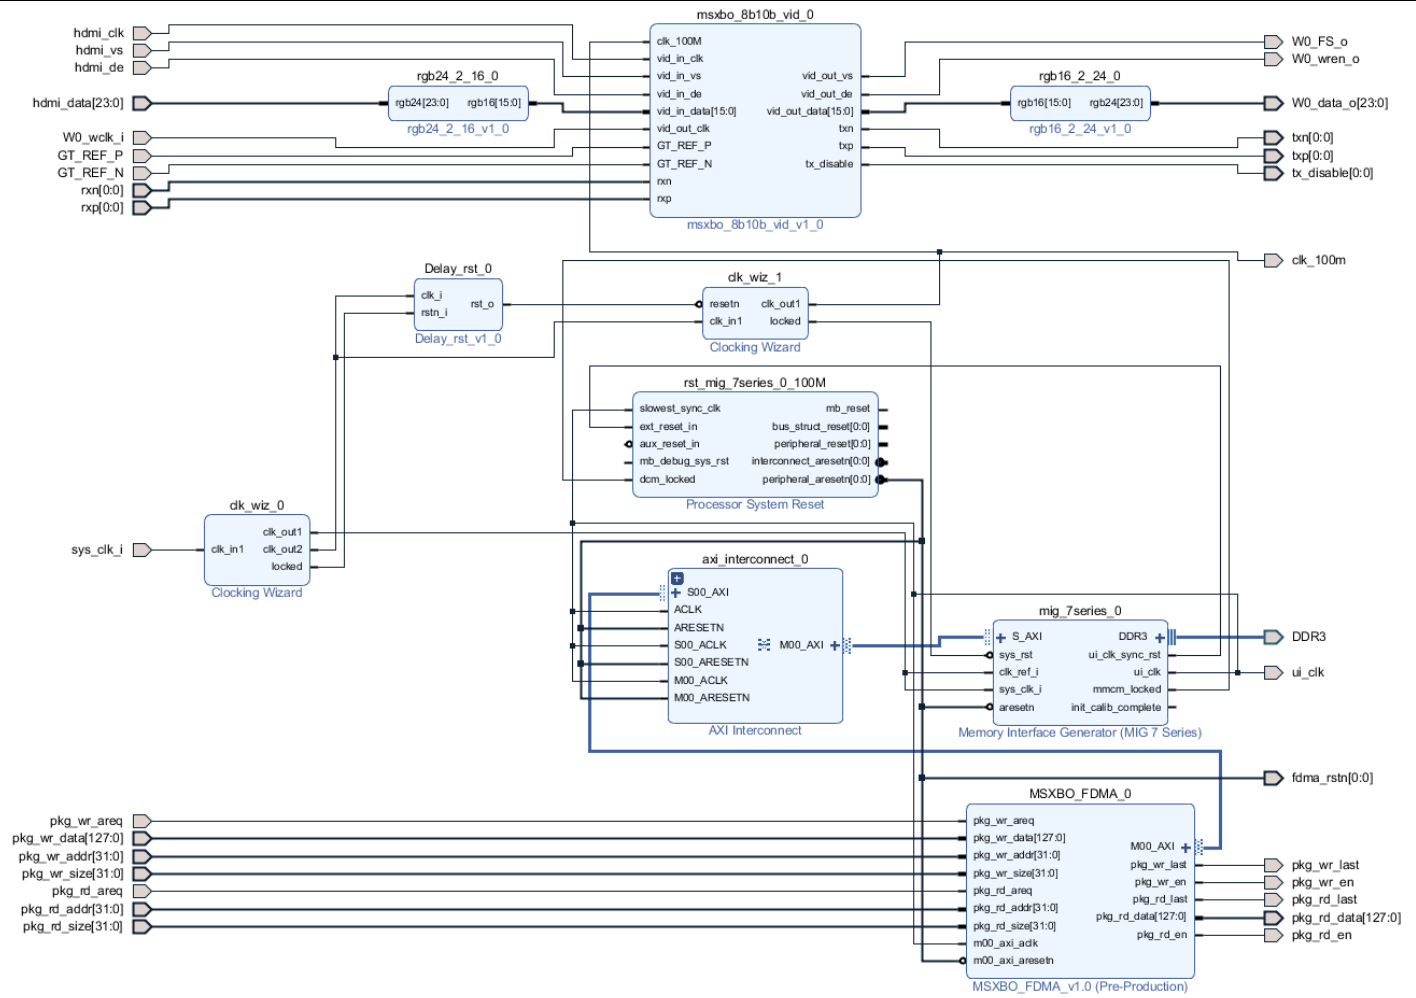 msxbo_8b10b_vid_0
hdmi_clk
hdmi_vs
hdmi_de
hdmi_data[23:0]
W0_wclk_i
GT_REF_P
GT_REF_N
rxn[0:0]
rxp[0:0]
rgb24_2_16_0
rgb24[23:0] rgb16[15:0]
rgb24_2_16_v1_0
clk_100M
vid_in_clk
vid_in_vs
vid_in_de
vid_in_data[15:0]
vid_out_clk
GT_REF_P
GT_REF_N
rxn
rxp
vid_out_vs
vid_out_de
vid_out_data[15:0]
txn
txp
tx_disable
msxbo_8b10b_vid_v1_0
rgb16_2_24_0
rgb16[15:0] rgb24[23:0]
rgb16_2_24_v1_0
W0_FS_o
W0_wren_o
W0_data_o[23:0]
txn[0:0]
txp[0:0]
tx_disable[0:0]
clk_100m
Delay_rst_0
clk_i
rstn_i
rst_o
Delay_rst_v1_0
clk_wiz_1
resetn
clk_in1
clk_out1
locked
Clocking Wizard
rst_mig_7series_0_100M
slowest_sync_clk
ext_reset_in
aux_reset_in
mb_debug_sys_rst
dcm_locked
mb_reset
bus_struct_reset[0:0]
peripheral_reset[0:0]
interconnect_aresetn[0:0]
peripheral_aresetn[0:0]
Processor System Reset
sys_clk_i
clk_wiz_0
clk_in1
clk_out1
clk_out2
locked
Clocking Wizard
axi_interconnect_0
S00_AXI
ACLK
ARESETN
S00_ACLK
S00_ARESETN
M00_ACLK
M00_ARESETN
M00_AXI
AXI Interconnect
mig_7series_0
S_AXI
sys_rst
clk_ref_i
sys_clk_i
aresetn
DDR3
ui_clk_sync_rst
ui_clk
mmcm_locked
init_calib_complete
Memory Interface Generator (MIG 7 Series)
DDR3
ui_clk
fdma_rstn[0:0]
pkg_wr_areq
pkg_wr_data[127:0]
pkg_wr_addr[31:0]
pkg_wr_size[31:0]
pkg_rd_areq
pkg_rd_addr[31:0]
pkg_rd_size[31:0]
MSXBO_FDMA_0
pkg_wr_areq
pkg_wr_data[127:0]
pkg_wr_addr[31:0]
pkg_wr_size[31:0]
pkg_rd_areq
pkg_rd_addr[31:0]
pkg_rd_size[31:0]
m00_axi_aclk
m00_axi_aresetn
M00_AXI
pkg_wr_last
pkg_wr_en
pkg_rd_last
pkg_rd_data[127:0]
pkg_rd_en
MSXBO_FDMA_v1.0 (Pre-Production)
pkg_wr_last
pkg_wr_en
pkg_rd_last
pkg_rd_data[127:0]
pkg_rd_en